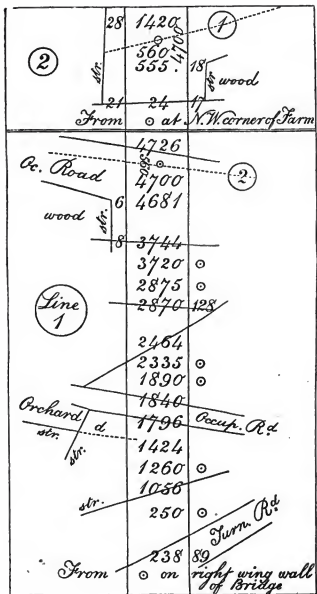 28 1420 1
2
⊙
560 4700
str. 555 18
str. wood
21 24 17
From ⊙ at N.W. corner of Farm
4726
560 ⊙
Oc. Road
4700 2
6 4681
wood str.
8 3744
3720 ⊙
2875 ⊙
2870 128
Line
1
2464
2335 ⊙
1890 ⊙
1840
Orchard d 1796 Occup. Rd
str. str. 1424
1260 ⊙
1056
str.
250 ⊙
Turn. Rd
238 89
From ⊙ on right wing wall
of Bridge